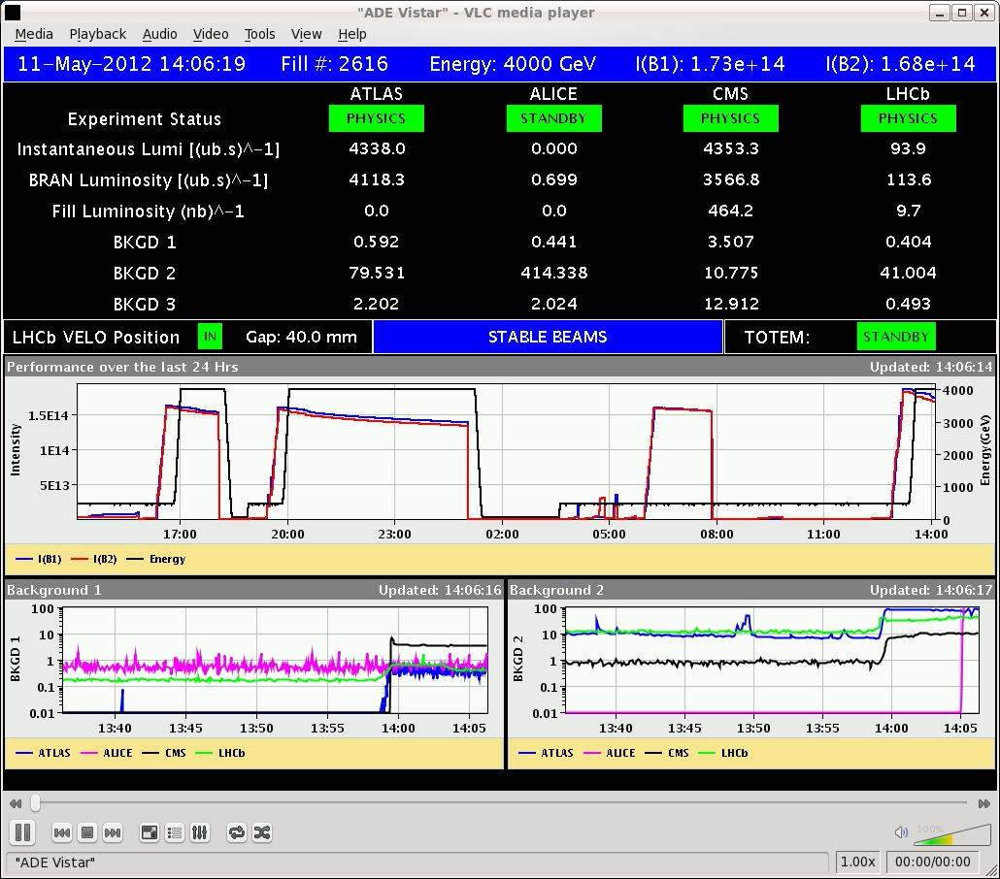 "ADE Vistar" - VLC media player
Media Playback Audio Video Tools View Help
11-May-2012 14:06:19 Fill #: 2616 Energy: 4000 GeV I(B1): 1.73e+14 I(B2): 1.68e+14
ATLAS ALICE CMS LHCb
Experiment Status PHYSICS STANDBY PHYSICS PHYSICS
Instantaneous Lumi [(ub.s)^-1] 4338.0 0.000 4353.3 93.9
BRAN Luminosity [(ub.s)^-1] 4118.3 0.699 3566.8 113.6
Fill Luminosity (nb)^-1 0.0 0.0 464.2 9.7
BKGD 1 0.592 0.441 3.507 0.404
BKGD 2 79.531 414.338 10.775 41.004
BKGD 3 2.202 2.024 12.912 0.493
LHCb VELO Position IN Gap: 40.0 mm STABLE BEAMS TOTEM: STANDBY
Performance over the last 24 Hrs Updated: 14:06:14
Intensity
1.5E14
1E14
5E13
4000
3000
2000
1000
0
Energy(GeV)
17:00 20:00 23:00 02:00 05:00 08:00 11:00 14:00
I(B1) I(B2) Energy
Background 1 Updated: 14:06:16
BKGD 1
100
10
1
0.1
0.01
13:40 13:45 13:50 13:55 14:00 14:05
ATLAS ALICE CMS LHCb
Background 2 Updated: 14:06:17
BKGD 2
100
10
1
0.1
0.01
13:40 13:45 13:50 13:55 14:00 14:05
ATLAS ALICE CMS LHCb
100%
"ADE Vistar" 1.00x 00:00/00:00